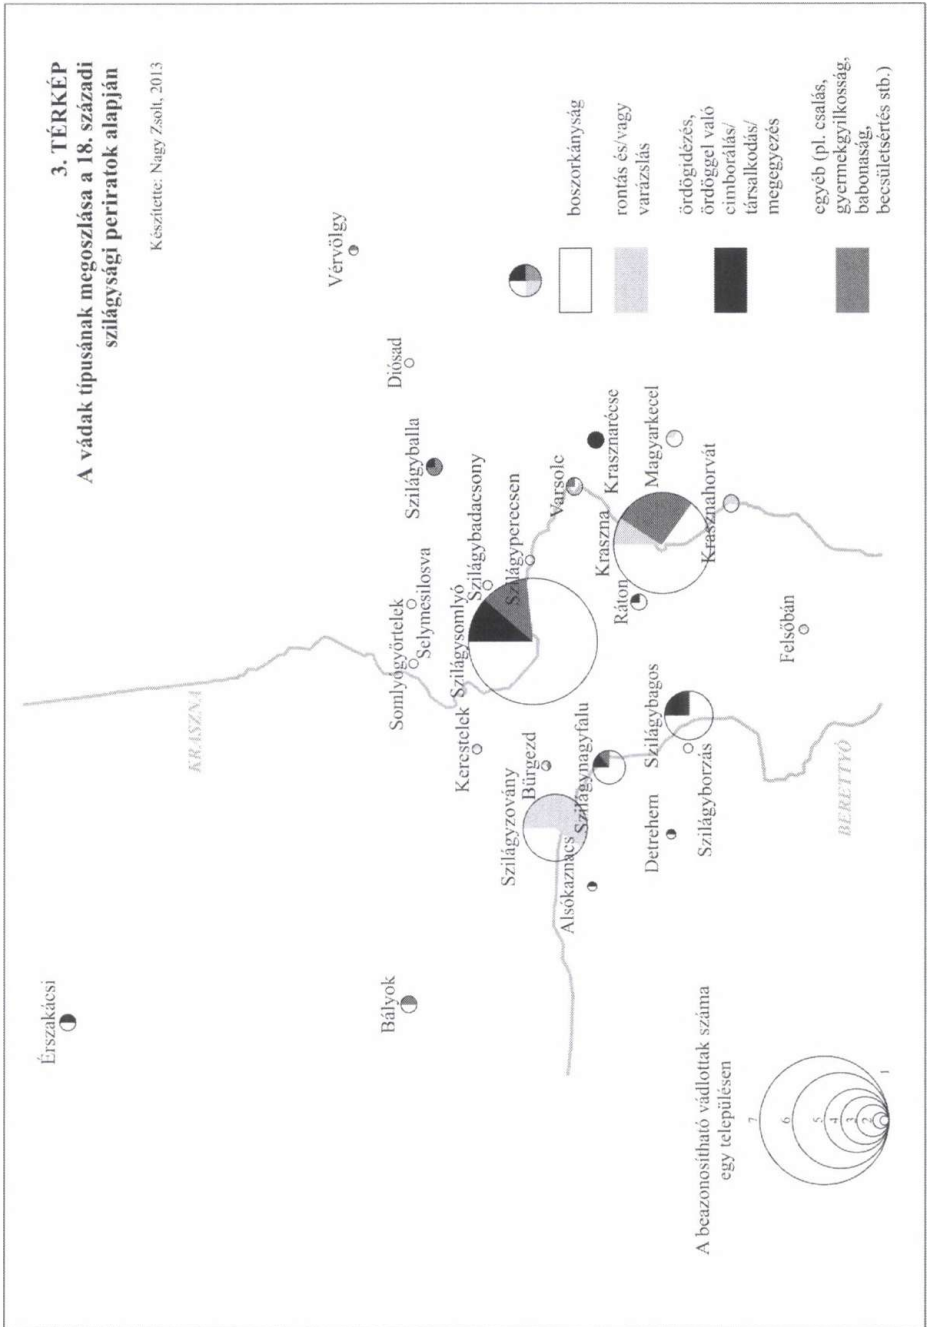 3. TÉRKÉP
A vádak típusának megoszlása a 18. századi
szilágysági periratok alapján
Készítette: Nagy Zsolt, 2013
Érszakácsi
KRASZNA
Vérvölgy
Bályok
Somlyógyőrtelek
Selymesilosva
Szilágyballa
Diósad
Kerestelek
Szilágysomlyó
Szilágybadacsony
Szilágyzovány
Bürgezd
Szilágyperecsen
Alsókaznacs
Szilágynagyfalu
Varsolc
Kraszna
Krasznarécse
Ráton
Detrehem
Szilágybagos
Magyarkecel
Szilágyborzás
Krasznahorvát
Felsőbán
BERETTYÓ
boszorkányság
rontás és/vagy
varázslás
ördögidézés,
ördöggel való
cimborálás/
társalkodás/
megegyezés
egyéb (pl. csalás,
gyermekgyilkosság,
babonaság,
becsületsértés stb.)
A beazonosítható vádlottak száma
egy településen
7
6
5
4
3
2
1